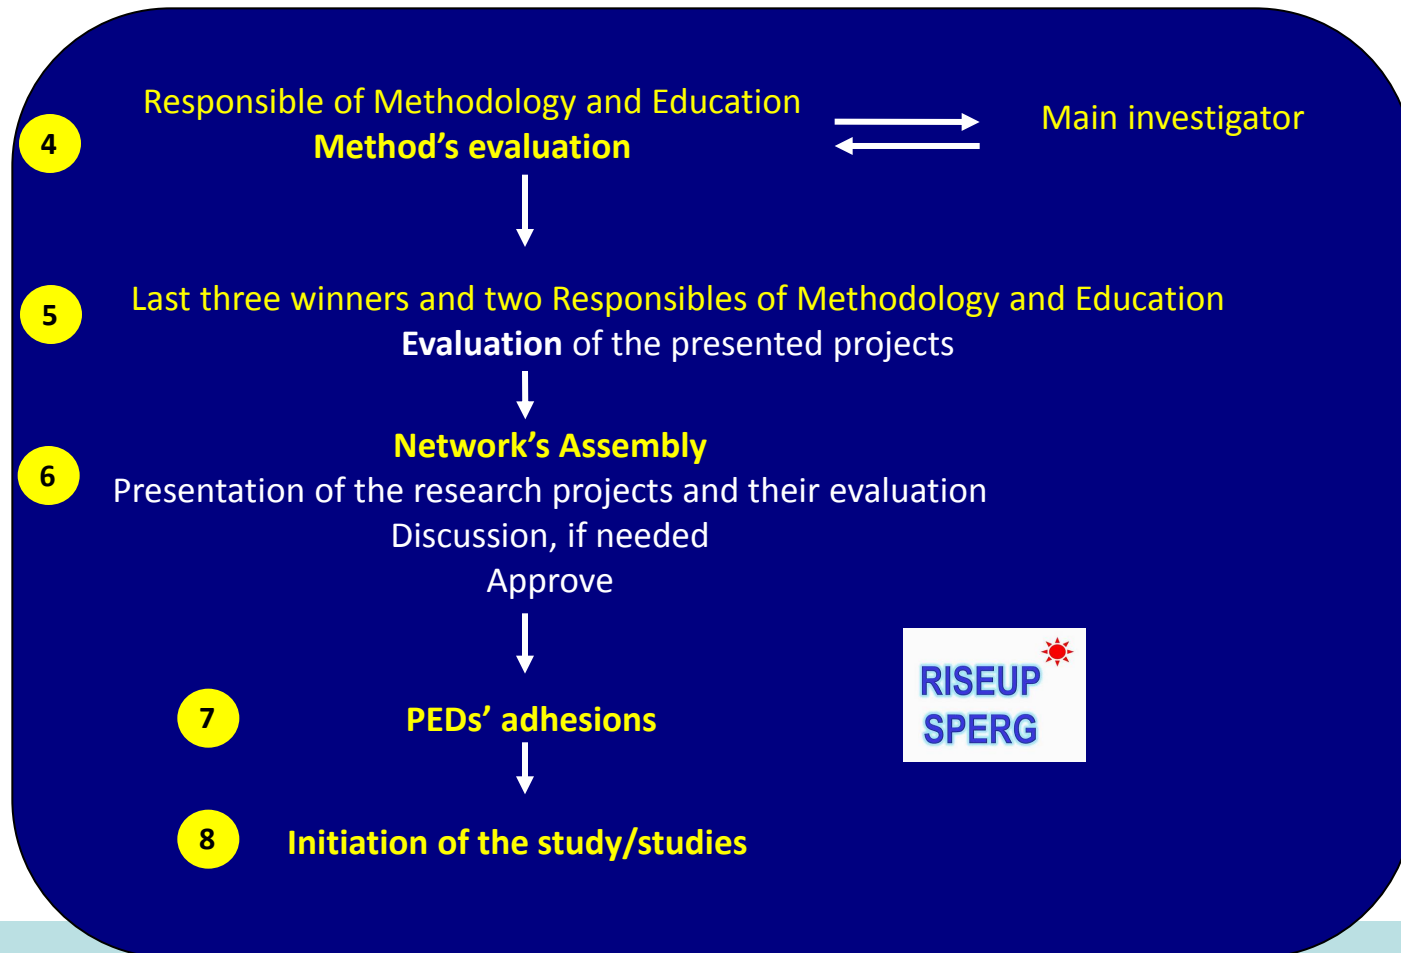 4
Responsible of Methodology and Education
Method’s evaluation
Main investigator
5
Last three winners and two Responsibles of Methodology and Education
Evaluation of the presented projects
6
Network’s Assembly
Presentation of the research projects and their evaluation
Discussion, if needed
Approve
7
PEDs’ adhesions
RISEUP
SPERG
8
Initiation of the study/studies